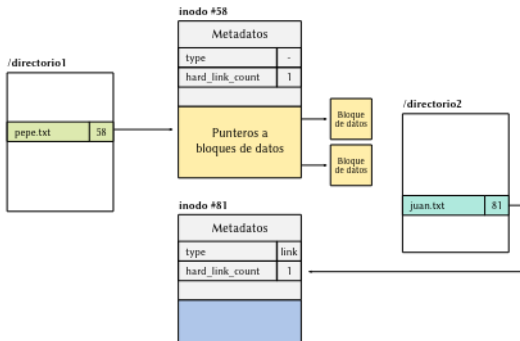 inodo #58
Metadatos
type -
hard_link_count 1
Punteros a
bloques de datos
Bloque
de datos
Bloque
de datos
/directorio1
pepe.txt 58
/directorio2
juan.txt 81
inodo #81
Metadatos
type link
hard_link_count 1